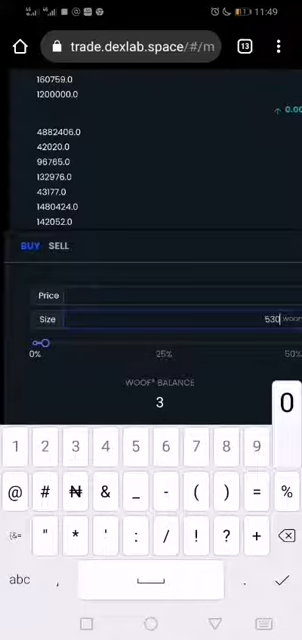 11:49
trade.dexlab.space/#/m
13
160759.0
1200000.0
0.00
4882406.0
42020.0
96765.0
132976.0
43177.0
1480424.0
142052.0
BUY SELL
Price
Size 530 woof
0% 25% 50%
WOOF* BALANCE
3
0
1 2 3 4 5 6 7 8 9
@ # ₦ & _ - ( ) = %
{&= " * ' : / ! ? +
abc , .